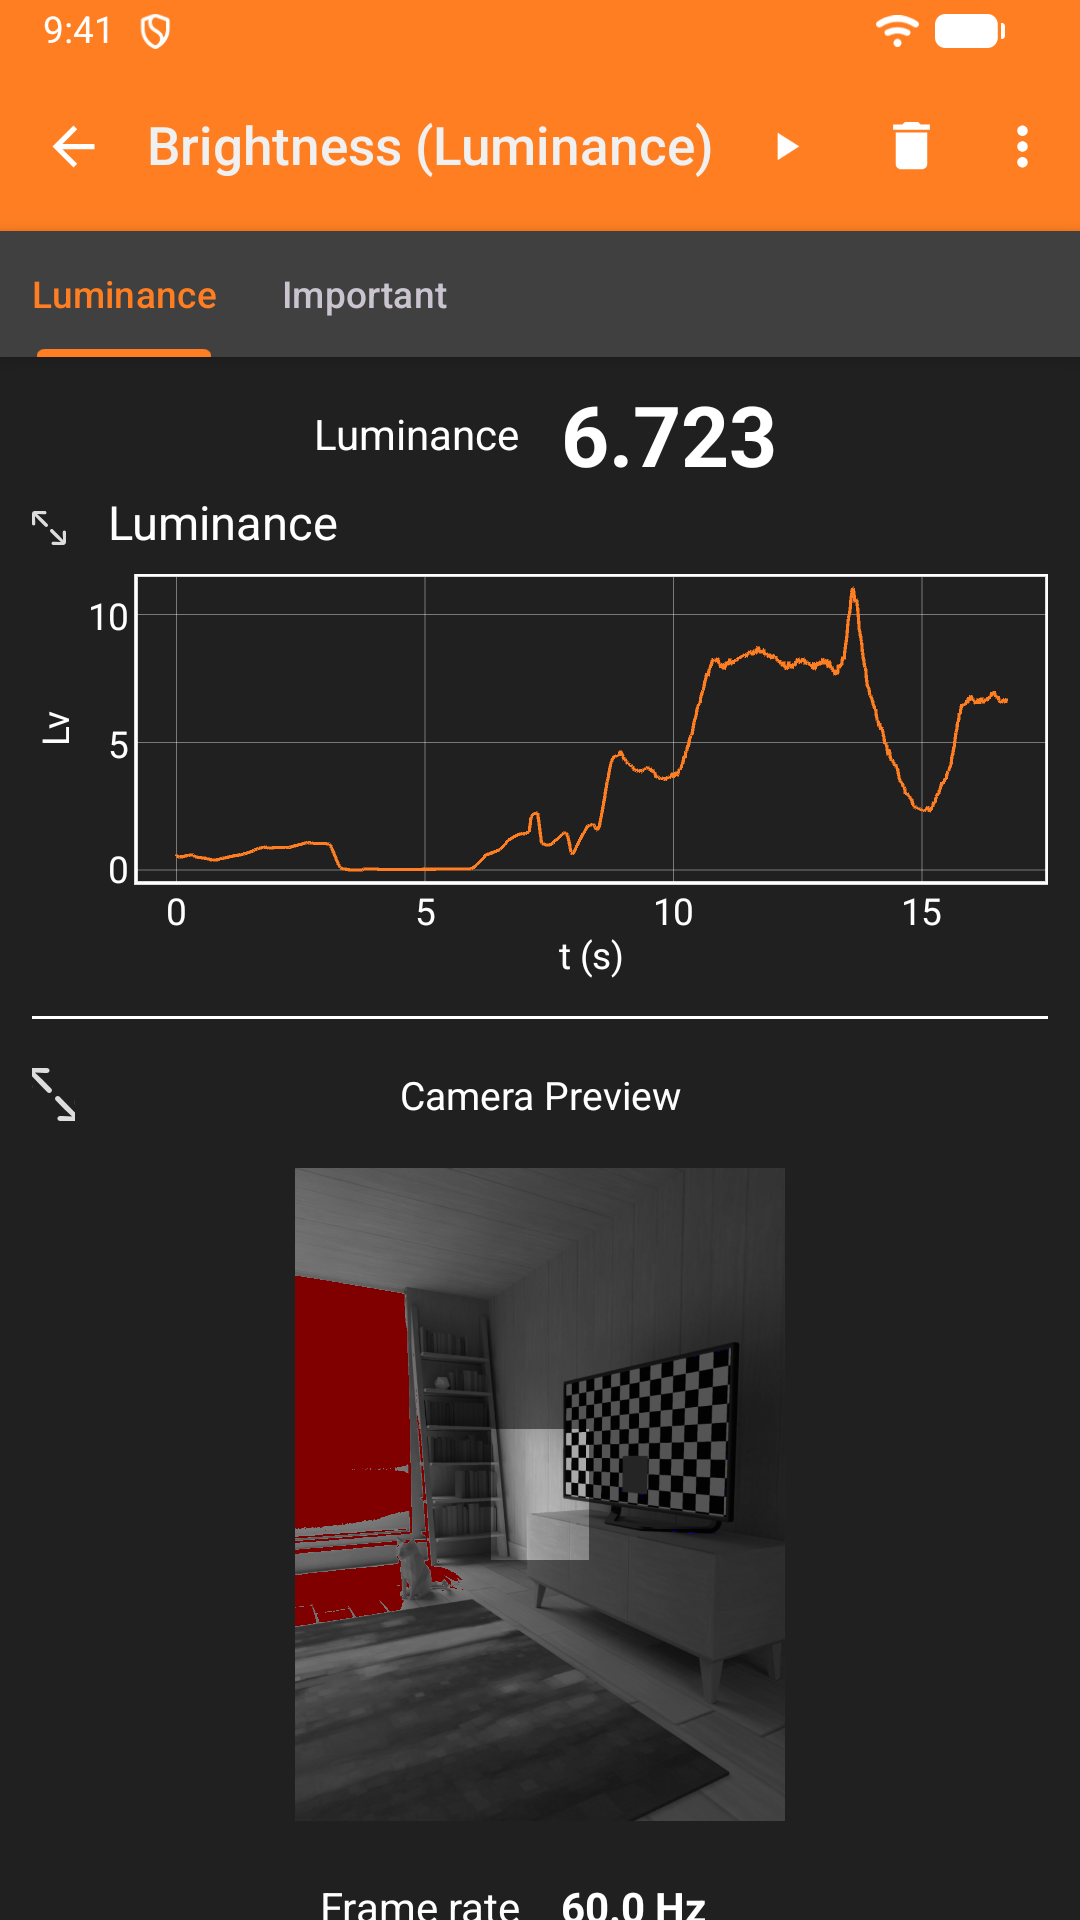 9:41
Brightness (Luminance)
Luminance Important
Luminance 6.723
Luminance
10
5
0
Lv
0 5 10 15
t (s)
Camera Preview
Frame rate 60.0 Hz